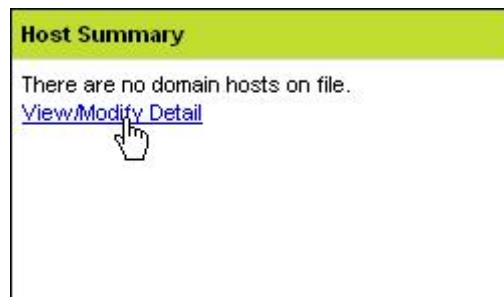 Host Summary
There are no domain hosts on file.
View/Modify Detail